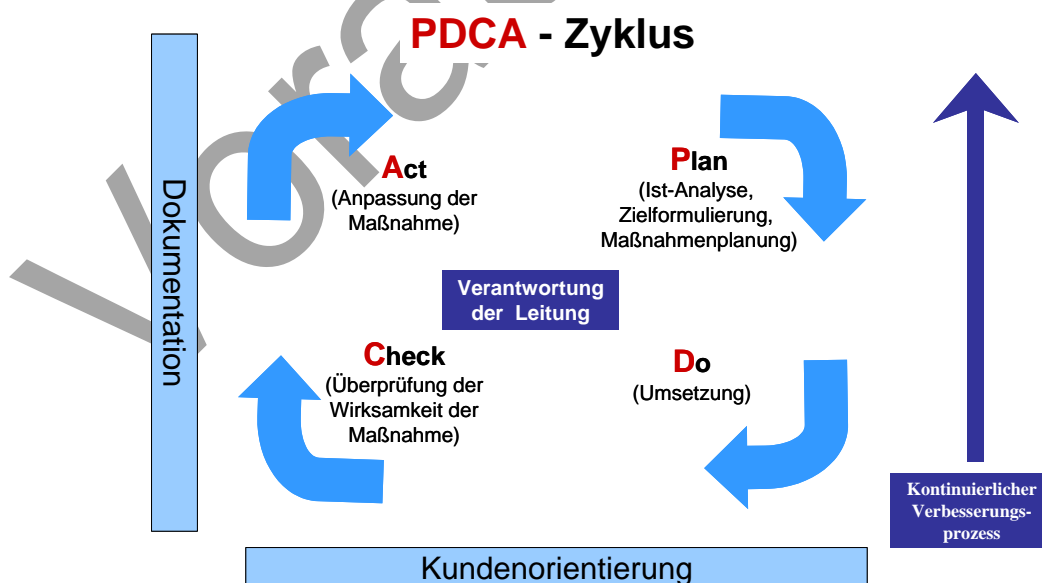 PDCA - Zyklus
Dokumentation
Act
(Anpassung der
Maßnahme)
Plan
(Ist-Analyse,
Zielformulierung,
Maßnahmenplanung)
Verantwortung
der Leitung
Check
(Überprüfung der
Wirksamkeit der
Maßnahme)
Do
(Umsetzung)
Kontinuierlicher
Verbesserungs-
prozess
Kundenorientierung